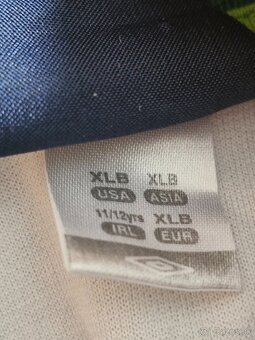 XLB XLB
USA ASIA
11/12yrs XLB
IRL EUR